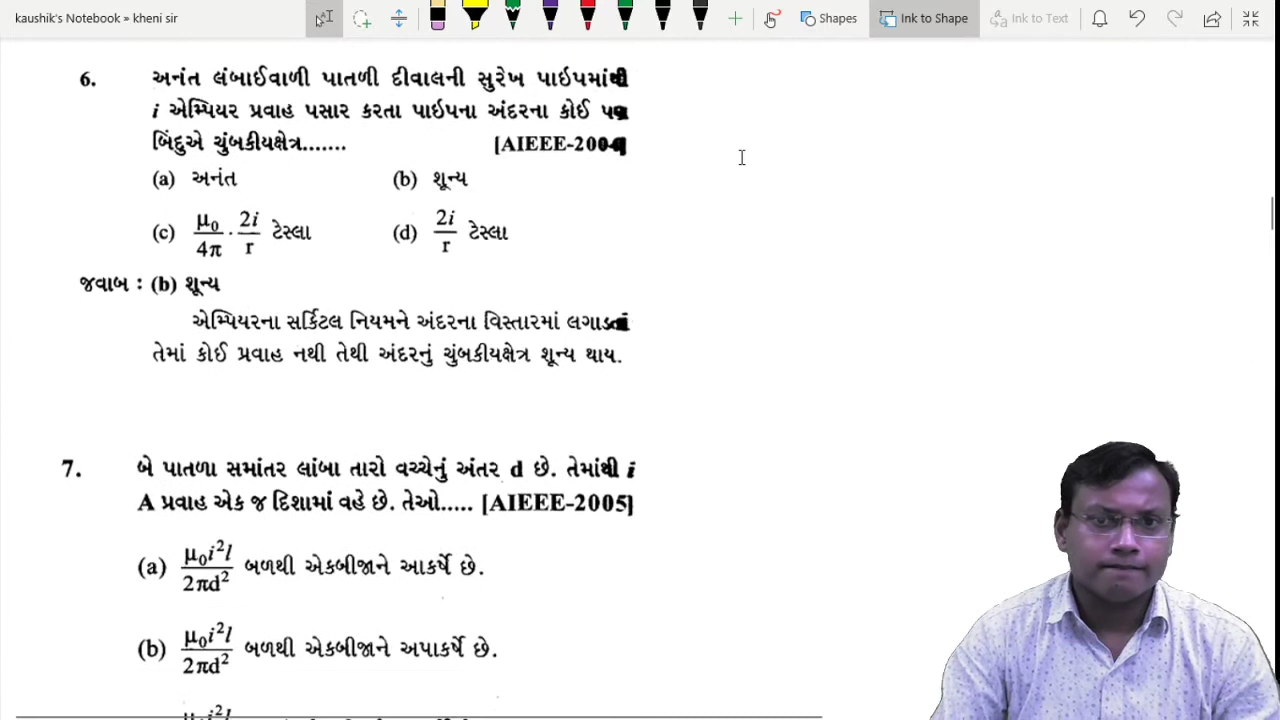 kaushik's Notebook » kheni sir
Shapes
Ink to Shape
Ink to Text
6. અનંત લંબાઈવાળી પાતળી દીવાલની સુરેખ પાઇપમાંથી
i એમ્પિયર પ્રવાહ પસાર કરતા પાઇપના અંદરના કોઈ પણ
બિંદુએ ચુંબકીયક્ષેત્ર....... [AIEEE-2004]
(a) અનંત (b) શૂન્ય
(c) μ₀/4π · 2i/r ટેસ્લા (d) 2i/r ટેસ્લા
જવાબ : (b) શૂન્ય
એમ્પિયરના સર્કિટલ નિયમને અંદરના વિસ્તારમાં લગાડતાં
તેમાં કોઈ પ્રવાહ નથી તેથી અંદરનું ચુંબકીયક્ષેત્ર શૂન્ય થાય.
7. બે પાતળા સમાંતર લાંબા તારો વચ્ચેનું અંતર d છે. તેમાંથી i
A પ્રવાહ એક જ દિશામાં વહે છે. તેઓ..... [AIEEE-2005]
(a) μ₀i²l/2πd² બળથી એકબીજાને આકર્ષે છે.
(b) μ₀i²l/2πd² બળથી એકબીજાને અપાકર્ષે છે.
μ₀i²l